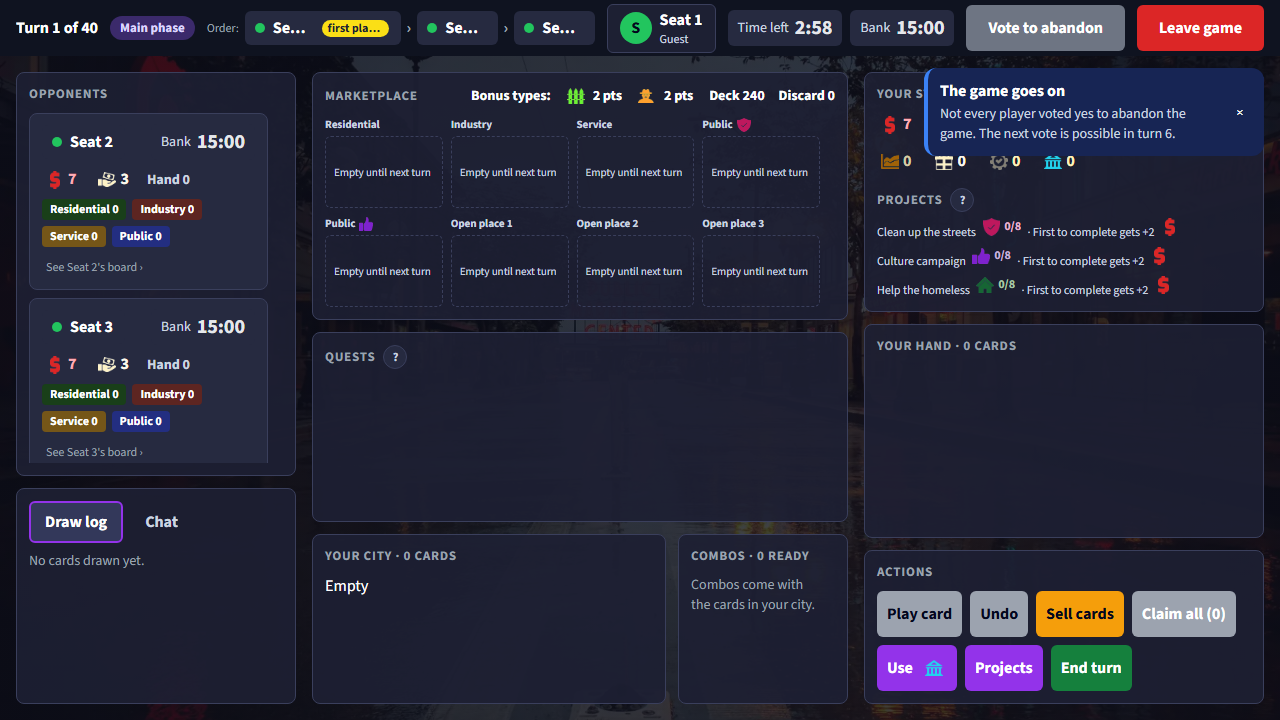 Turn 1 of 40 Main phase Order: Se... first pla... › Se... › Se... S Seat 1 Guest Time left 2:58 Bank 15:00 Vote to abandon Leave game
OPPONENTS
Seat 2 Bank 15:00
7 3 Hand 0
Residential 0 Industry 0
Service 0 Public 0
See Seat 2's board ›
Seat 3 Bank 15:00
7 3 Hand 0
Residential 0 Industry 0
Service 0 Public 0
See Seat 3's board ›
Draw log Chat
No cards drawn yet.
MARKETPLACE Bonus types: 2 pts 2 pts Deck 240 Discard 0
Residential Industry Service Public
Empty until next turn Empty until next turn Empty until next turn Empty until next turn
Public Open place 1 Open place 2 Open place 3
Empty until next turn Empty until next turn Empty until next turn Empty until next turn
QUESTS ?
YOUR CITY · 0 CARDS
Empty
COMBOS · 0 READY
Combos come with
the cards in your city.
YOUR S
The game goes on
Not every player voted yes to abandon the
game. The next vote is possible in turn 6.
×
7
0 0 0 0
PROJECTS ?
Clean up the streets 0/8 · First to complete gets +2
Culture campaign 0/8 · First to complete gets +2
Help the homeless 0/8 · First to complete gets +2
YOUR HAND · 0 CARDS
ACTIONS
Play card Undo Sell cards Claim all (0)
Use Projects End turn